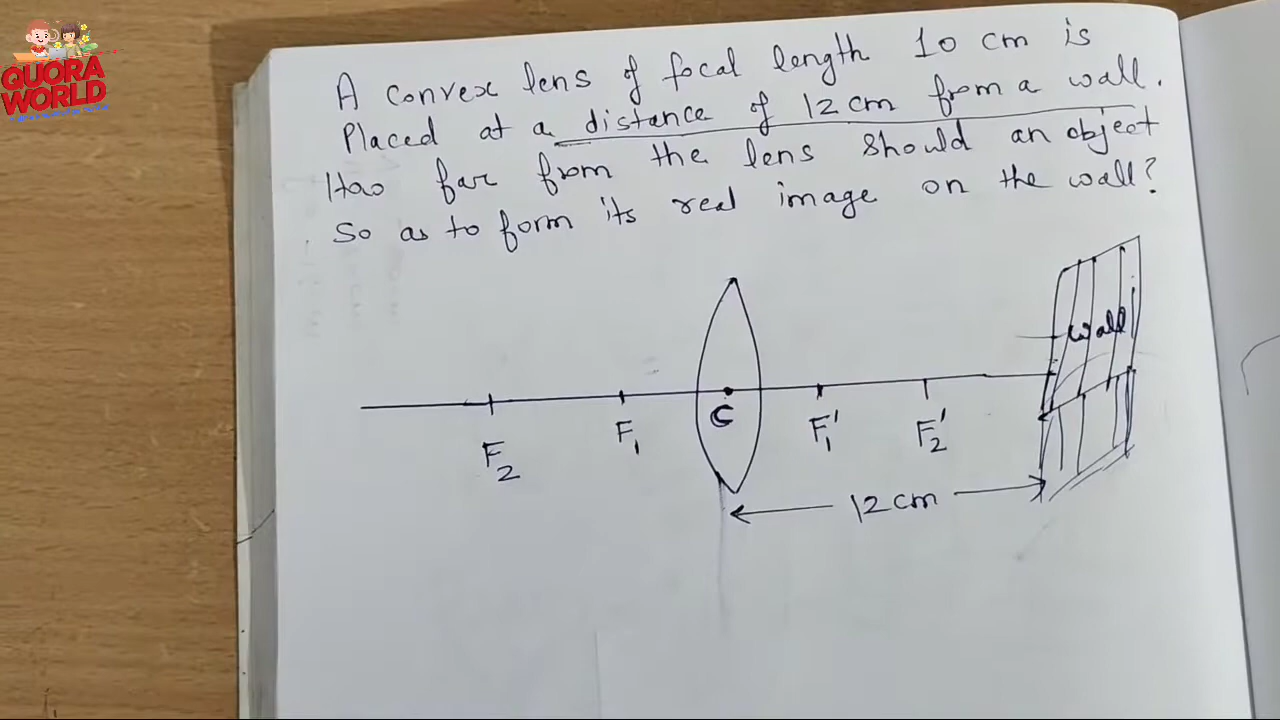 QUORA
WORLD
A convex lens of focal length 10 cm is
Placed at a distance of 12 cm from a wall.
Hao far from the lens should an object
So as to form its real image on the wall?
wall
C
F₁
F₂
F₁'
F₂'
12 cm